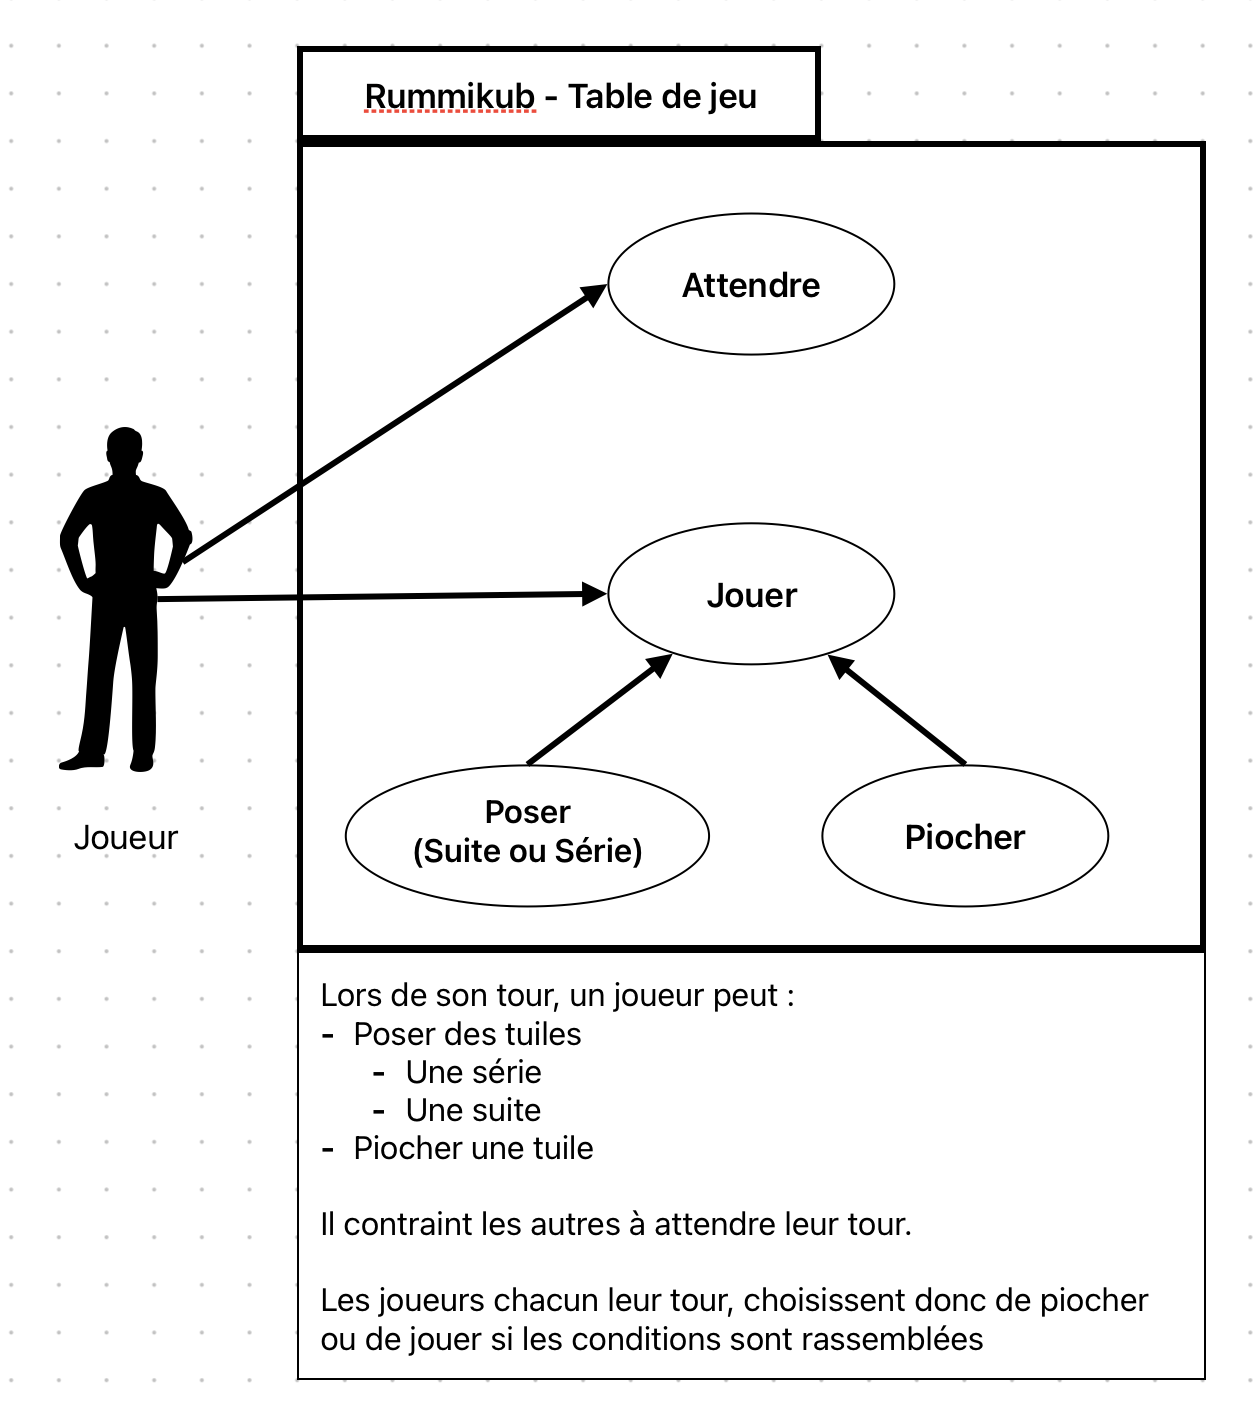 Rummikub - Table de jeu
Attendre
Jouer
Poser
(Suite ou Série)
Piocher
Joueur
Lors de son tour, un joueur peut :
- Poser des tuiles
- Une série
- Une suite
- Piocher une tuile
Il contraint les autres à attendre leur tour.
Les joueurs chacun leur tour, choisissent donc de piocher
ou de jouer si les conditions sont rassemblées